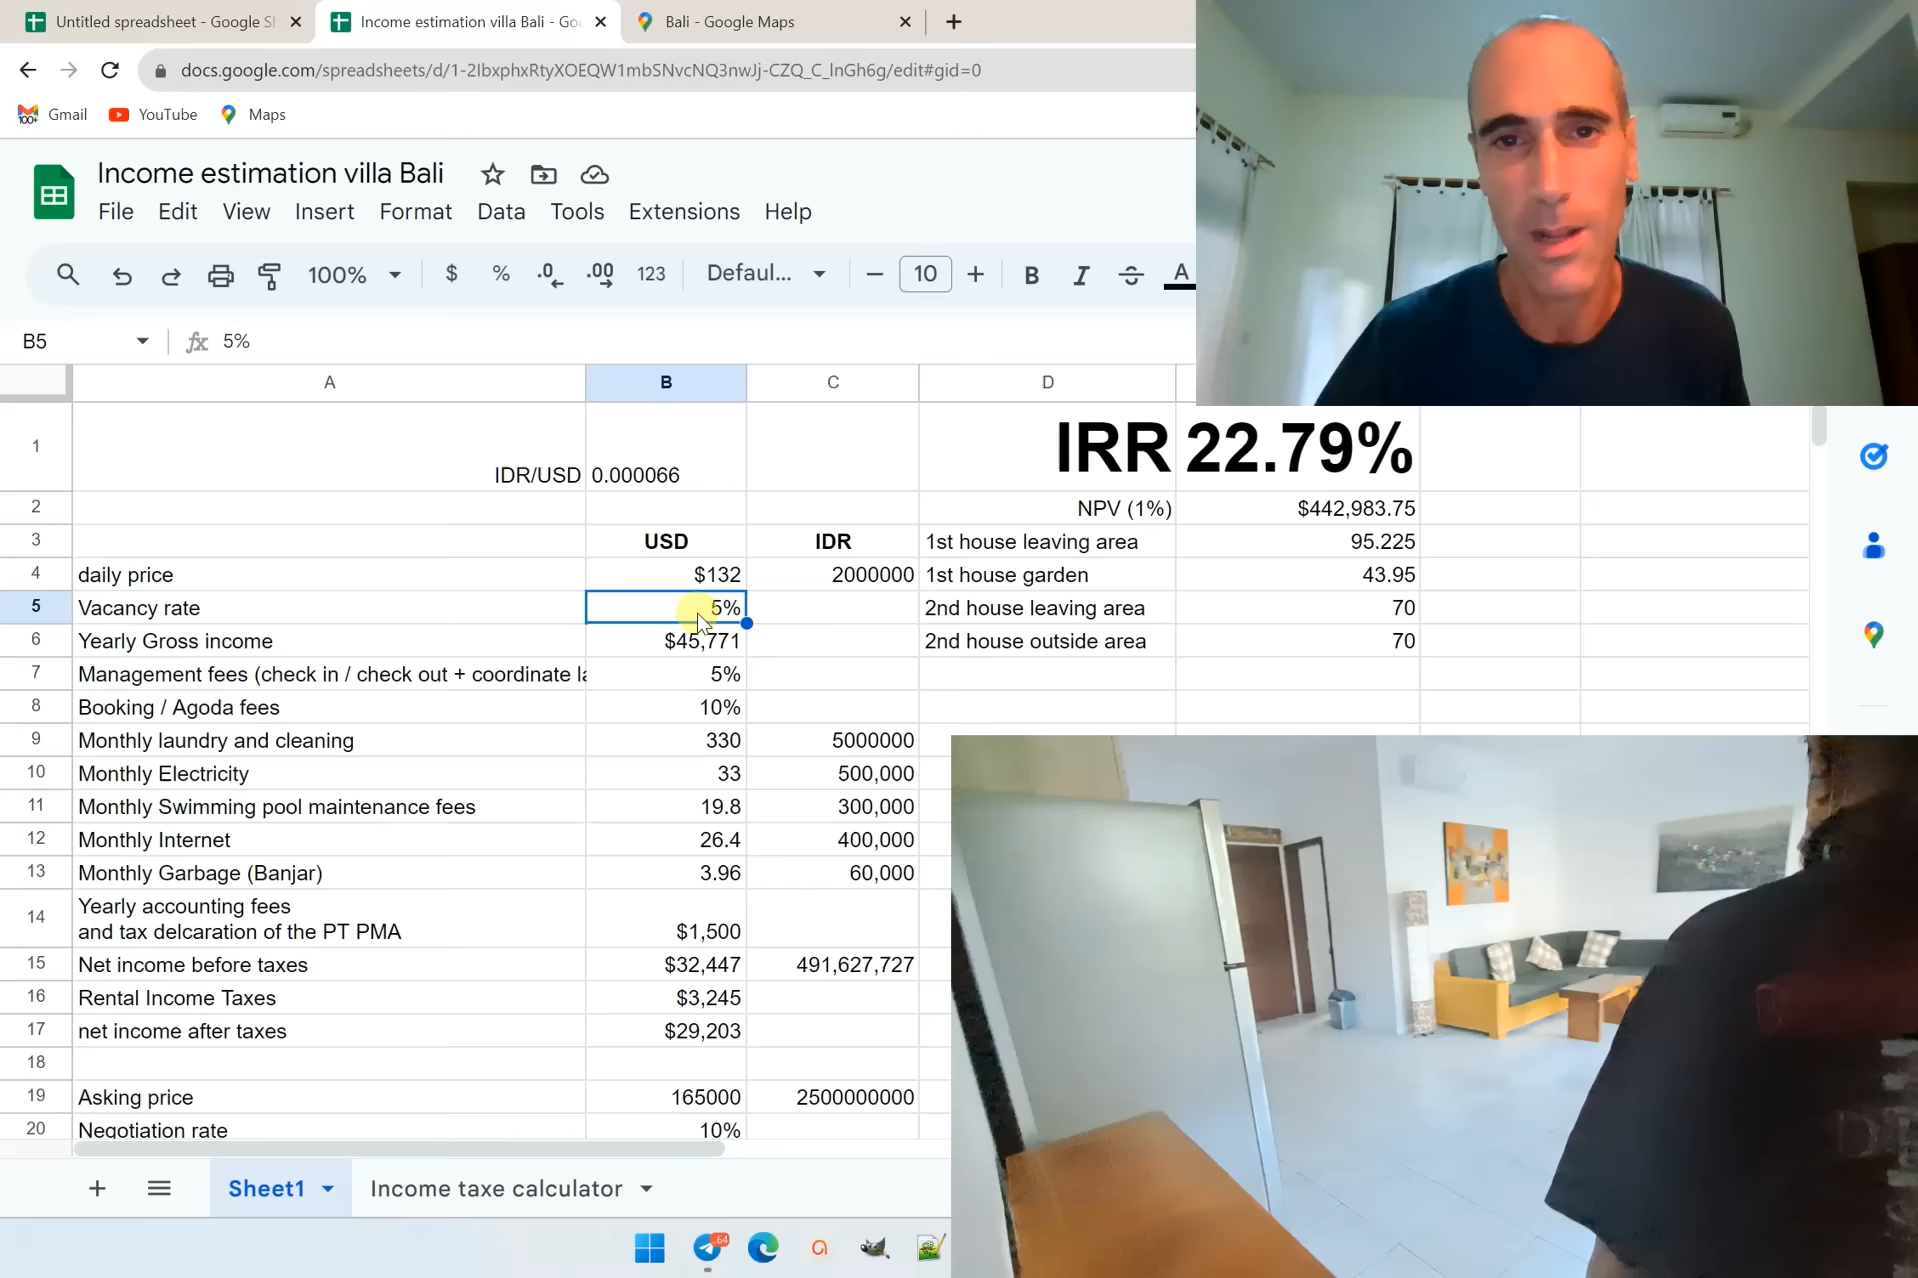 Untitled spreadsheet - Google Sl
Income estimation villa Bali - Goo
Bali - Google Maps
docs.google.com/spreadsheets/d/1-2IbxphxRtyXOEQW1mbSNvcNQ3nwJj-CZQ_C_lnGh6g/edit#gid=0
Gmail
YouTube
Maps
Income estimation villa Bali
File Edit View Insert Format Data Tools Extensions Help
100% $ % .0 .00 123 Defaul... 10 B I S A
B5 fx 5%
A B C D
1 IDR/USD 0.000066 IRR 22.79%
2 NPV (1%) $442,983.75
3 USD IDR 1st house leaving area 95.225
4 daily price $132 2000000 1st house garden 43.95
5 Vacancy rate 5% 2nd house leaving area 70
6 Yearly Gross income $45,771 2nd house outside area 70
7 Management fees (check in / check out + coordinate la 5%
8 Booking / Agoda fees 10%
9 Monthly laundry and cleaning 330 5000000
10 Monthly Electricity 33 500,000
11 Monthly Swimming pool maintenance fees 19.8 300,000
12 Monthly Internet 26.4 400,000
13 Monthly Garbage (Banjar) 3.96 60,000
14 Yearly accounting fees
and tax delcaration of the PT PMA $1,500
15 Net income before taxes $32,447 491,627,727
16 Rental Income Taxes $3,245
17 net income after taxes $29,203
18
19 Asking price 165000 2500000000
20 Negotiation rate 10%
Sheet1 Income taxe calculator
64